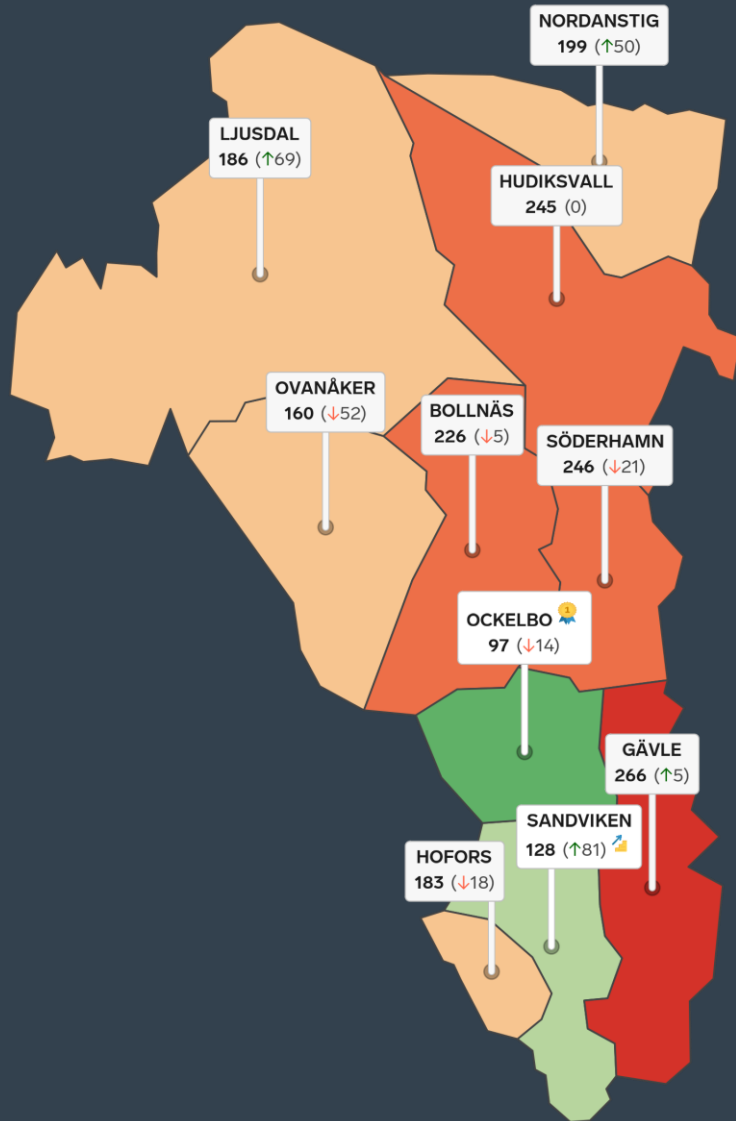 NORDANSTIG
199 (↑50)
LJUSDAL
186 (↑69)
HUDIKSVALL
245 (0)
OVANÅKER
160 (↓52)
BOLLNÄS
226 (↓5)
SÖDERHAMN
246 (↓21)
OCKELBO
1
97 (↓14)
GÄVLE
266 (↑5)
SANDVIKEN
128 (↑81)
HOFORS
183 (↓18)